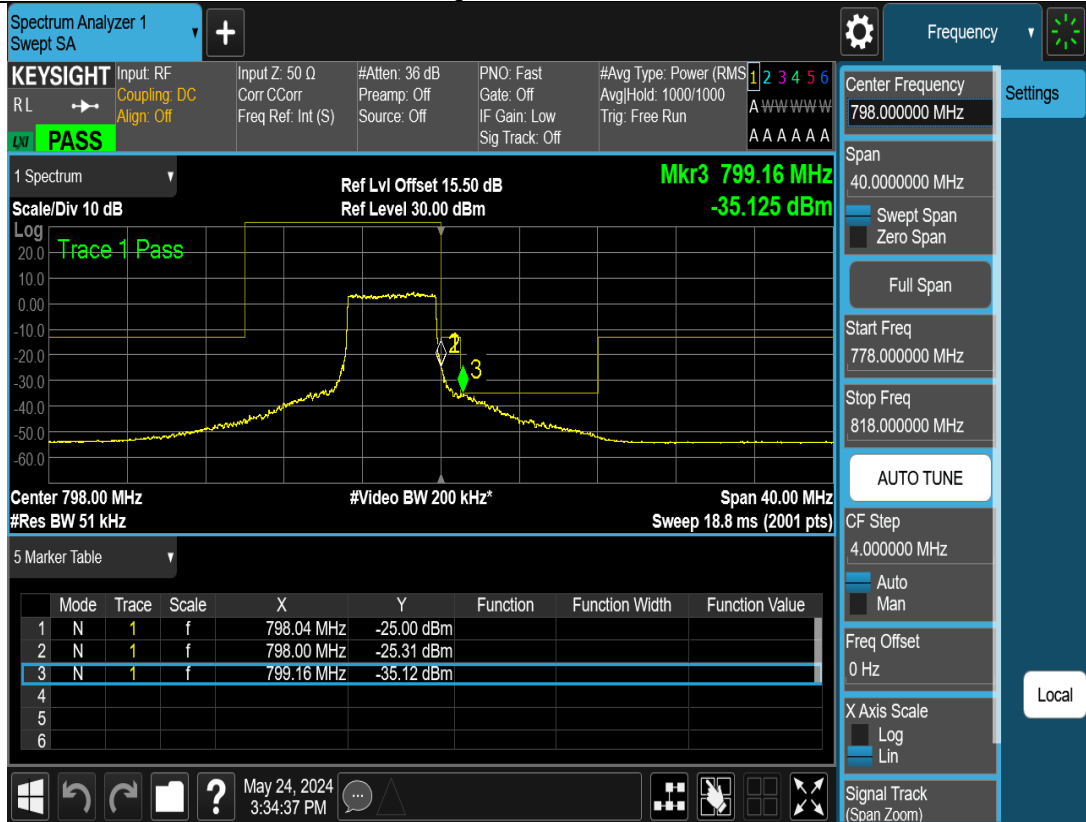 Spectrum Analyzer 1
Swept SA
+
Frequency
KEYSIGHT
R L
LXI
PASS
Input: RF
Coupling: DC
Align: Off
Input Z: 50 Ω
Corr CCorr
Freq Ref: Int (S)
#Atten: 36 dB
Preamp: Off
Source: Off
PNO: Fast
Gate: Off
IF Gain: Low
Sig Track: Off
#Avg Type: Power (RMS
Avg|Hold: 1000/1000
Trig: Free Run
1 2 3 4 5 6
A W W W W W
A A A A A A
1 Spectrum
Scale/Div 10 dB
Ref Lvl Offset 15.50 dB
Ref Level 30.00 dBm
Mkr3 799.16 MHz
-35.125 dBm
Log
Trace 1 Pass
20.0
10.0
0.00
-10.0
-20.0
-30.0
-40.0
-50.0
-60.0
2
3
Center 798.00 MHz
#Video BW 200 kHz*
Span 40.00 MHz
#Res BW 51 kHz
Sweep 18.8 ms (2001 pts)
5 Marker Table
Mode Trace Scale X Y Function Function Width Function Value
1 N 1 f 798.04 MHz -25.00 dBm
2 N 1 f 798.00 MHz -25.31 dBm
3 N 1 f 799.16 MHz -35.12 dBm
4
5
6
?
May 24, 2024
3:34:37 PM
Center Frequency
798.000000 MHz
Span
40.0000000 MHz
Swept Span
Zero Span
Full Span
Start Freq
778.000000 MHz
Stop Freq
818.000000 MHz
AUTO TUNE
CF Step
4.000000 MHz
Auto
Man
Freq Offset
0 Hz
X Axis Scale
Log
Lin
Signal Track
(Span Zoom)
Settings
Local